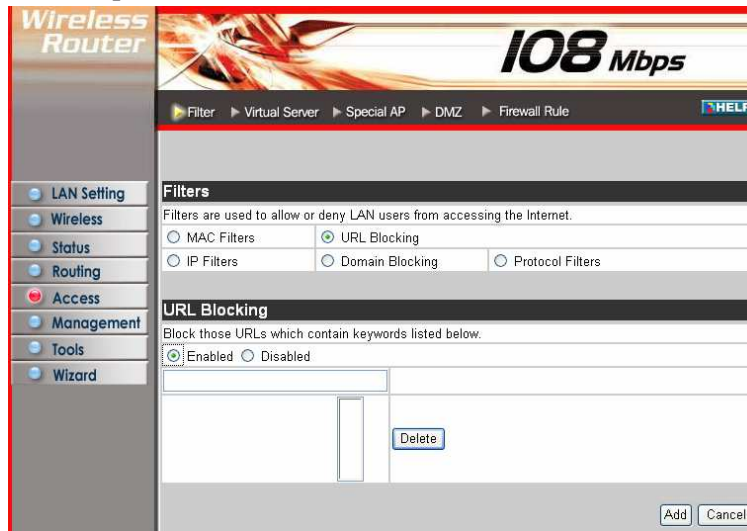 Wireless
Router
108 Mbps
Filter Virtual Server Special AP DMZ Firewall Rule HELP
LAN Setting
Wireless
Status
Routing
Access
Management
Tools
Wizard
Filters
Filters are used to allow or deny LAN users from accessing the Internet.
MAC Filters URL Blocking
IP Filters Domain Blocking Protocol Filters
URL Blocking
Block those URLs which contain keywords listed below.
Enabled Disabled
Delete
Add Cancel